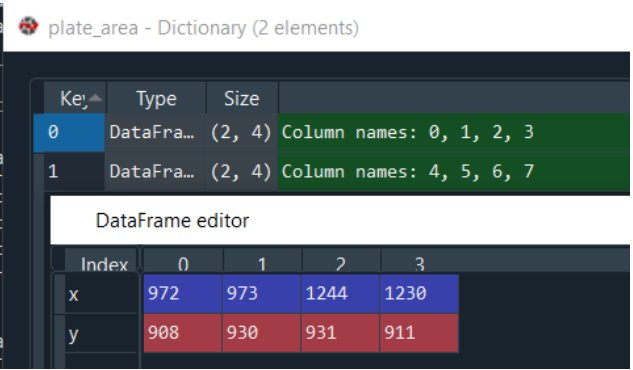 plate_area - Dictionary (2 elements)
Key Type Size
0 DataFra... (2, 4) Column names: 0, 1, 2, 3
1 DataFra... (2, 4) Column names: 4, 5, 6, 7
DataFrame editor
Index 0 1 2 3
x 972 973 1244 1230
y 908 930 931 911